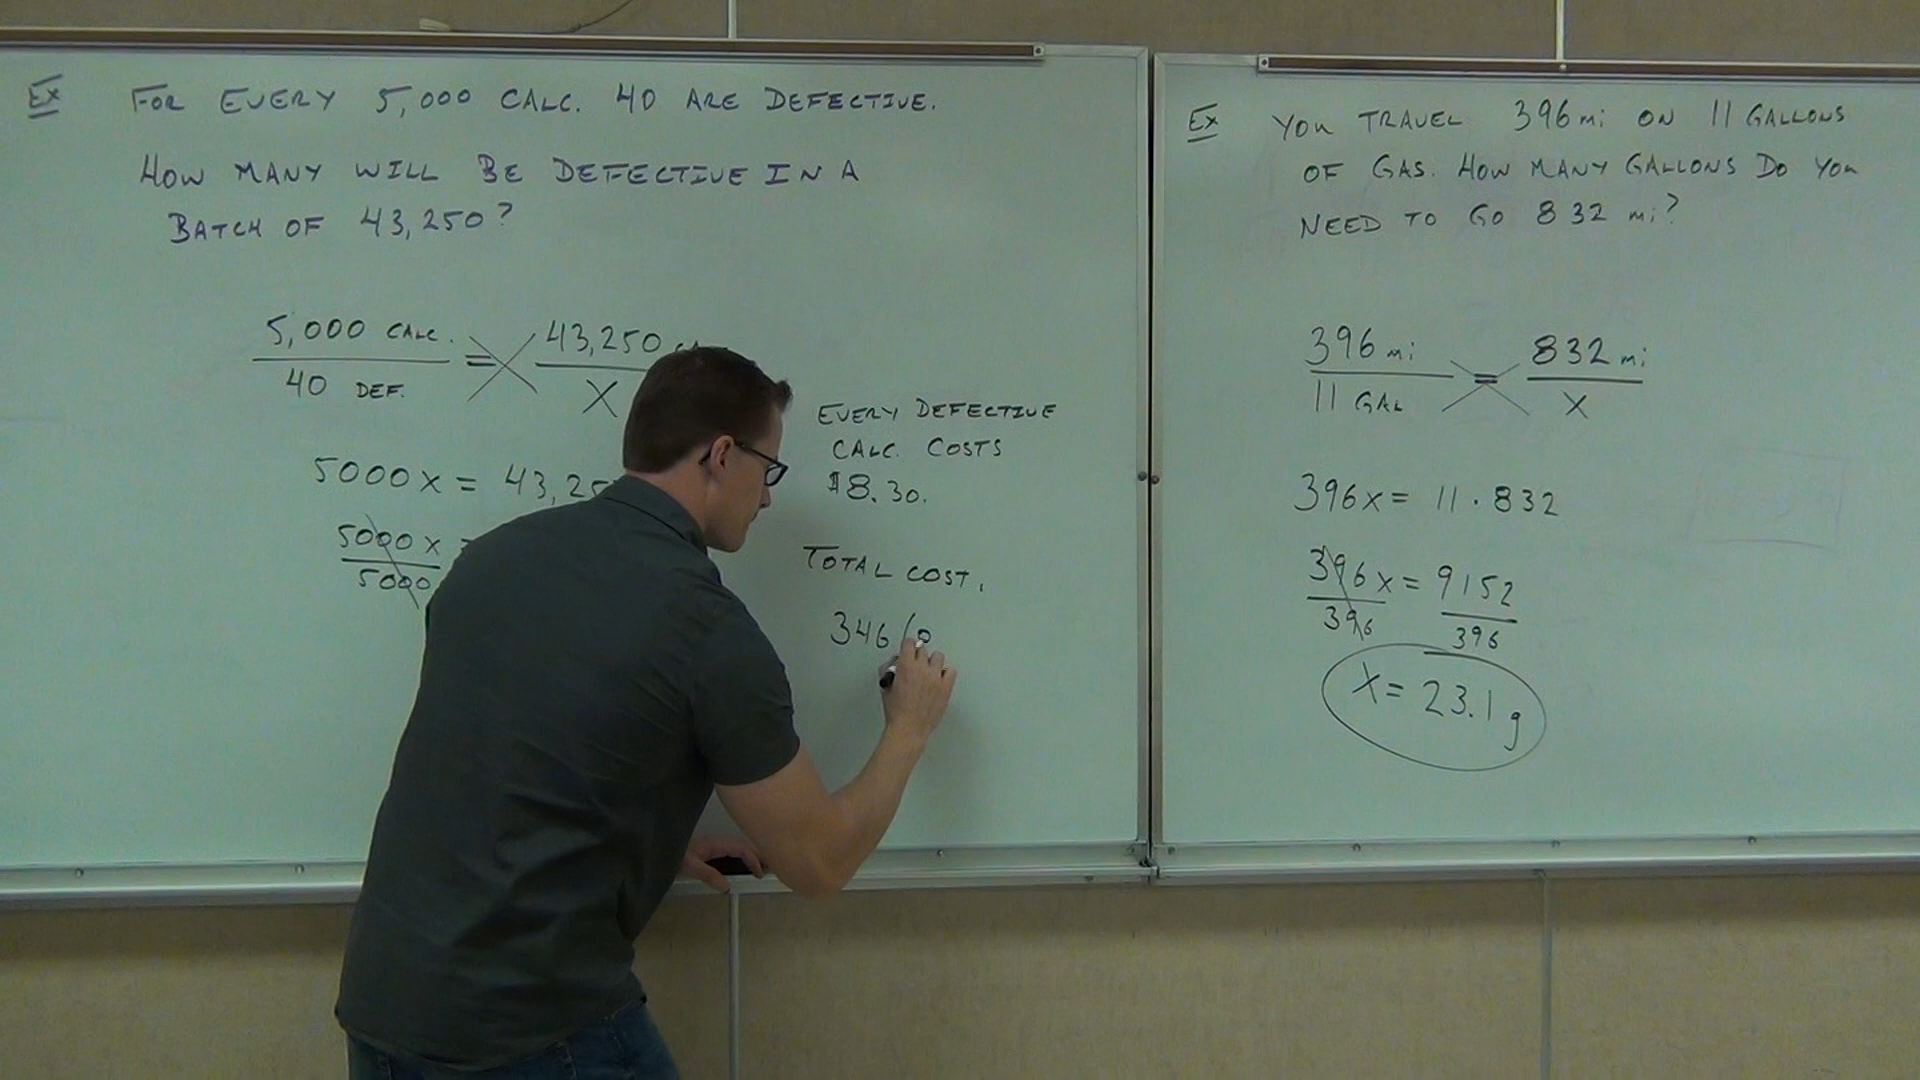 Ex FOR EVERY 5,000 CALC. 40 ARE DEFECTIVE.
HOW MANY WILL BE DEFECTIVE IN A
BATCH OF 43,250?
5,000 CALC. = 43,250
40 DEF. X
5000x = 43,25
5000x =
5000
EVERY DEFECTIVE
CALC. COSTS
$8.30.
TOTAL COST.
346 (8
Ex YOU TRAVEL 396 mi ON 11 GALLONS
OF GAS. HOW MANY GALLONS DO YOU
NEED TO GO 832 mi?
396 mi = 832 mi
11 GAL X
396x = 11 · 832
396x = 9152
396 396
X = 23.1 g